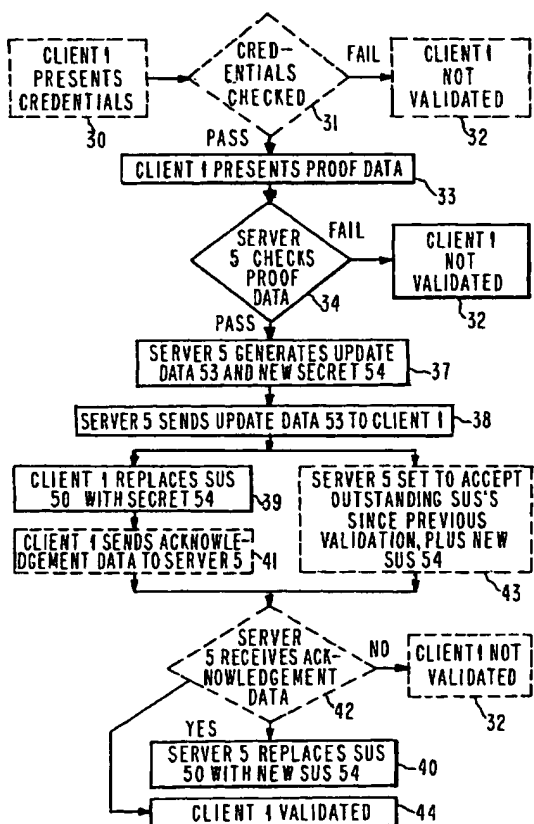 CLIENT 1
PRESENTS
CREDENTIALS
30
CRED-
ENTIALS
CHECKED
31
FAIL
CLIENT 1
NOT
VALIDATED
32
PASS
CLIENT 1 PRESENTS PROOF DATA
33
SERVER
5 CHECKS
PROOF
DATA
34
FAIL
CLIENT 1
NOT
VALIDATED
32
PASS
SERVER 5 GENERATES UPDATE
DATA 53 AND NEW SECRET 54
37
SERVER 5 SENDS UPDATE DATA 53 TO CLIENT 1
38
CLIENT 1 REPLACES SUS
50 WITH SECRET 54
39
CLIENT 1 SENDS ACKNOWLE-
DGEMENT DATA TO SERVER 5
41
SERVER 5 SET TO ACCEPT
OUTSTANDING SUS'S
SINCE PREVIOUS
VALIDATION, PLUS NEW
SUS 54
43
SERVER
5 RECEIVES ACK-
NOWLEDGEMENT
DATA
42
NO
CLIENT 1 NOT
VALIDATED
32
YES
SERVER 5 REPLACES SUS
50 WITH NEW SUS 54
40
CLIENT 1 VALIDATED
44